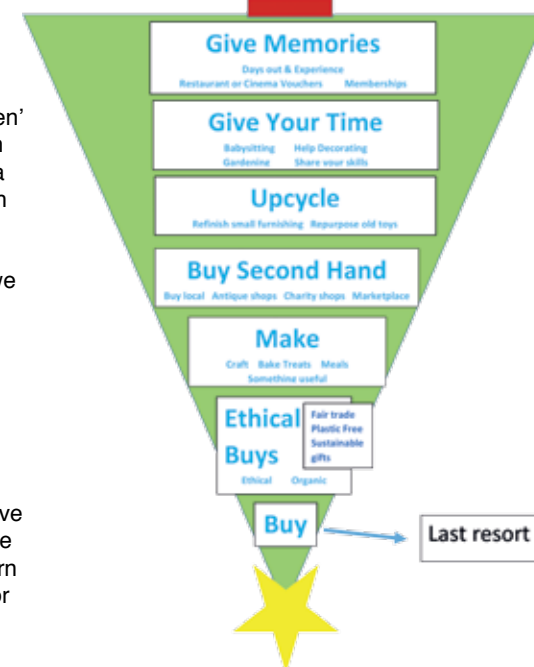 Give Memories
Days out & Experience
Restaurant or Cinema Vouchers Memberships
en'
Give Your Time
Babysitting Help Decorating
Gardenine Share your skills
a
Upcycle
Refinish small furnishing Repurpose old toys
Buy Second Hand
Buy local Antique shops Charity shops Marketplace
Make
Craft Bake Treats Meals
Something useful
Ethical
Buys
Fair trade
Plastic Free
Sustainable
gifts
Ethical Organic
Buy
Last resort